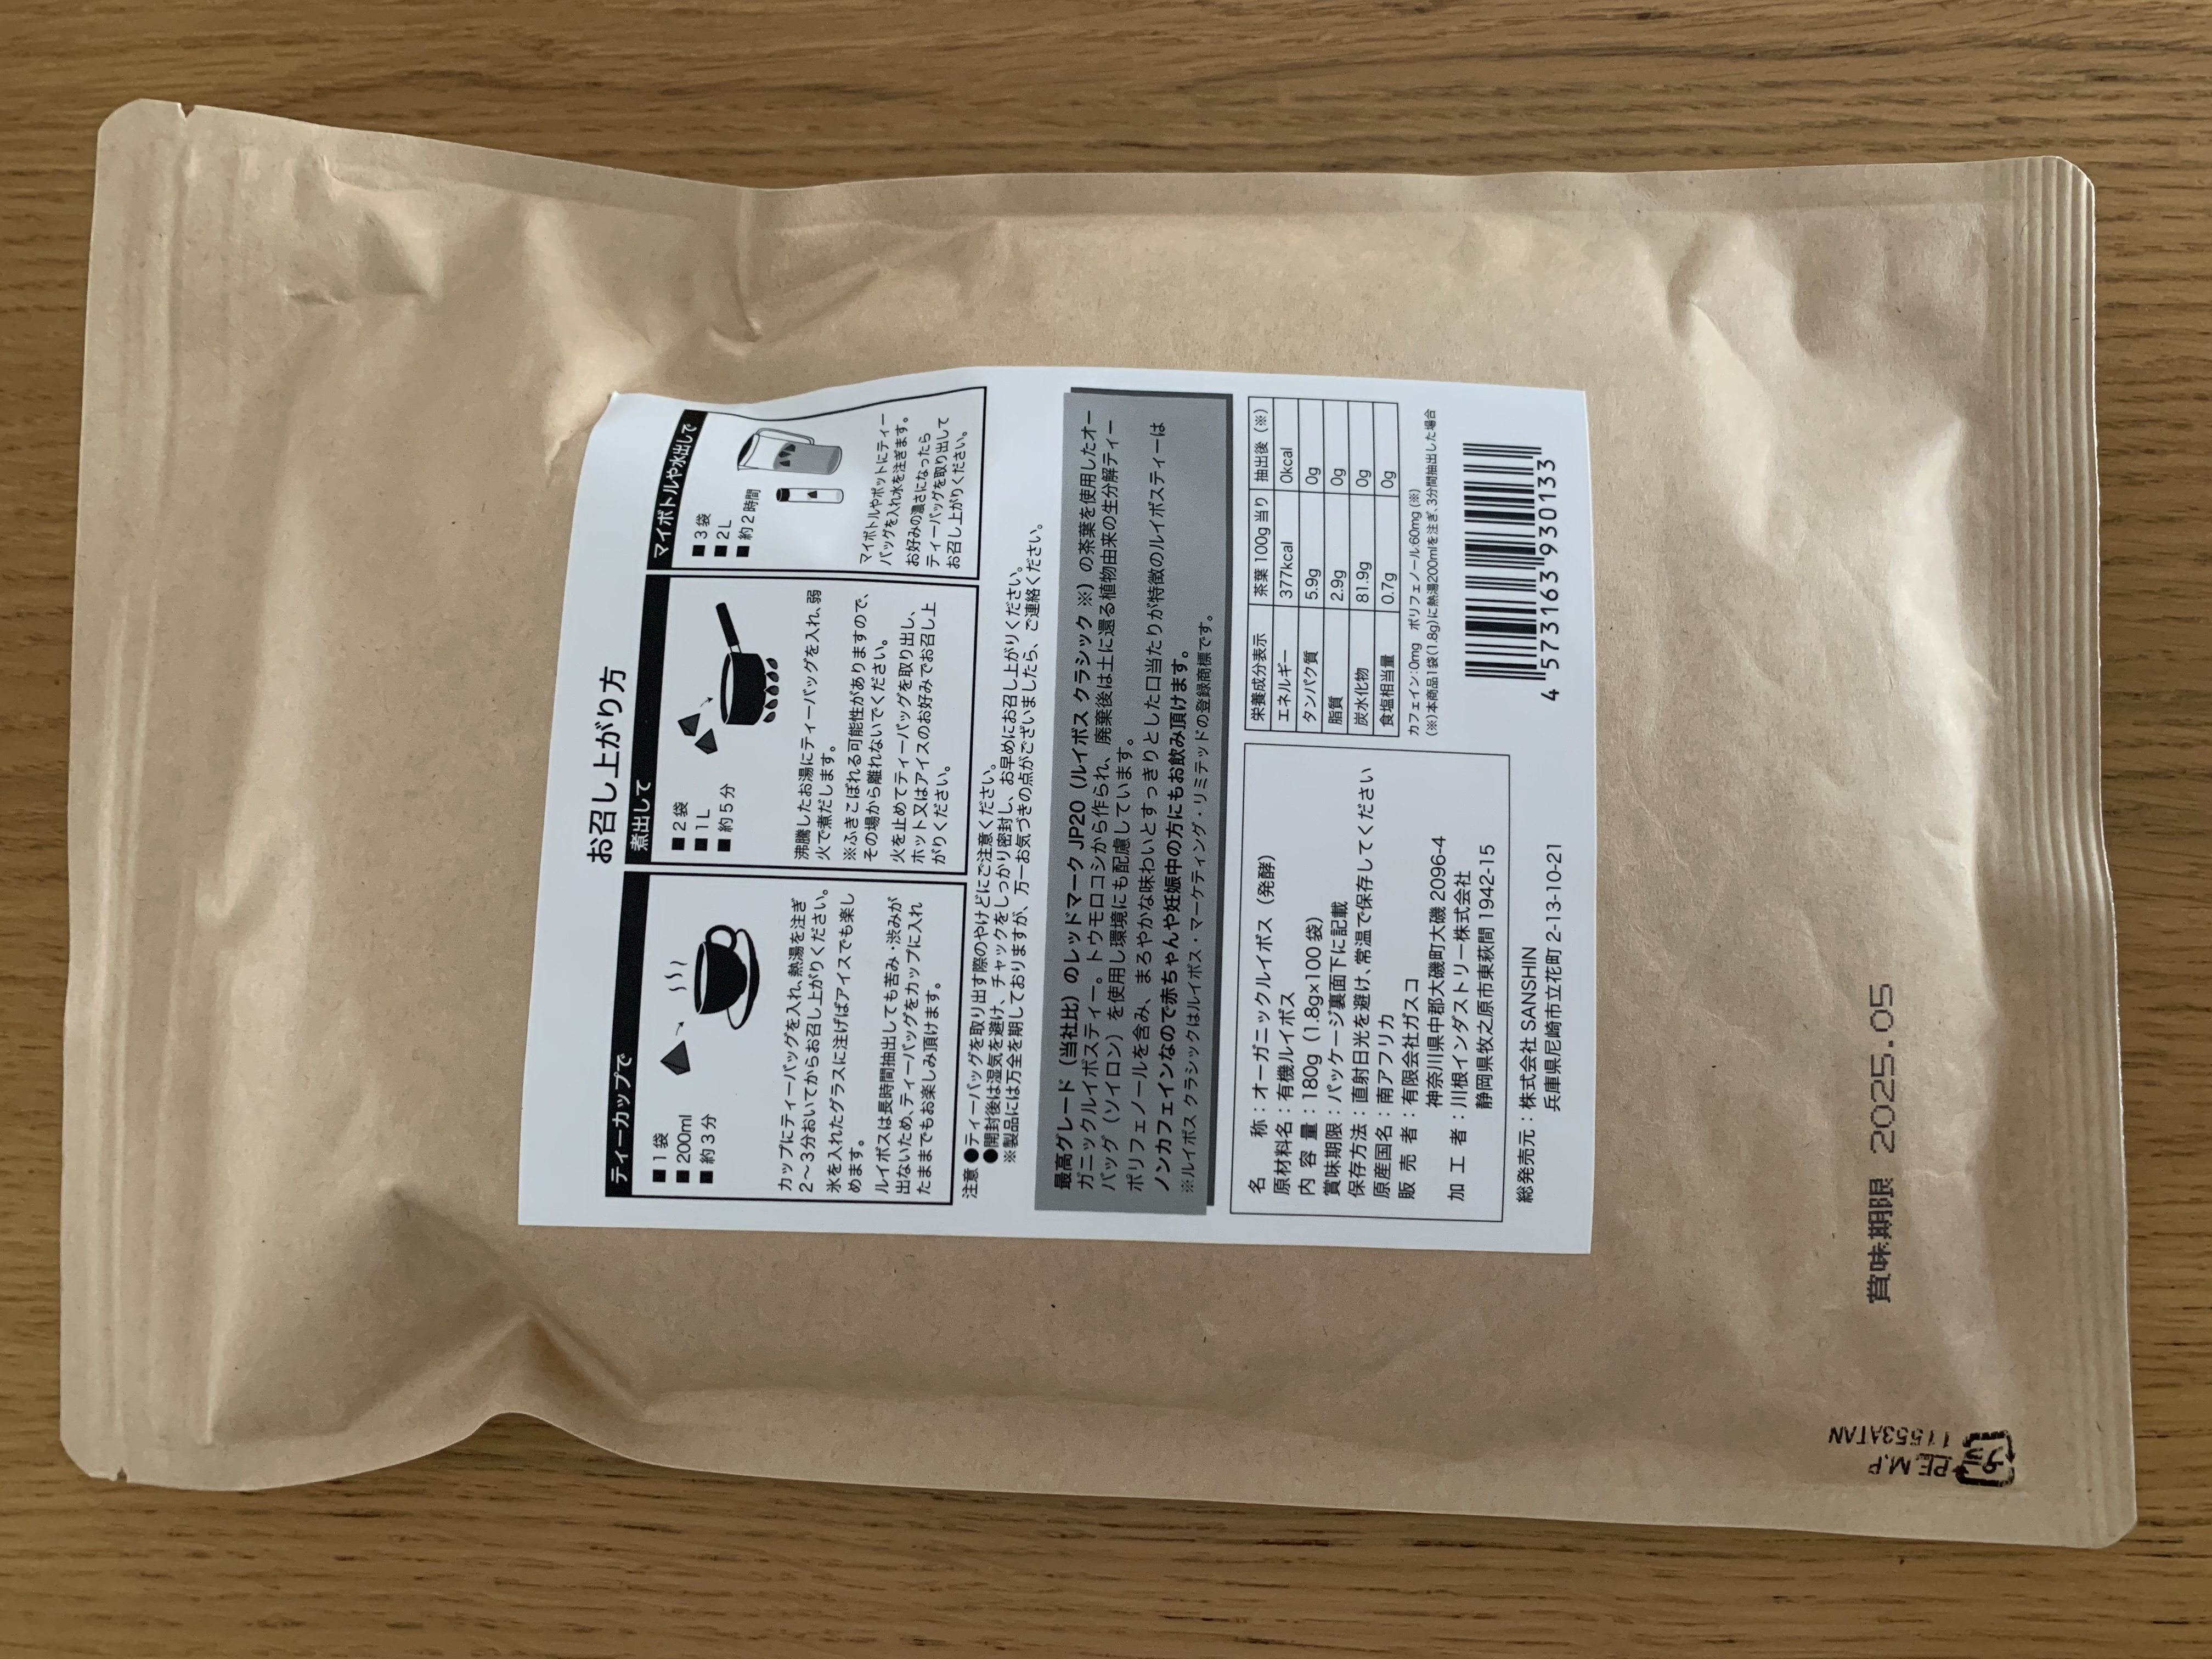 お召し上がり方
ティーカップで
■1袋
■200ml
■約3分
カップにティーバッグを入れ、熱湯を注ぎ
2〜3分おいてからお召し上がりください。
氷を入れたグラスに注げばアイスでも楽し
めます。
ルイボスは長時間抽出しても苦み・渋みが
出ないため、ティーバッグをカップに入れ
たままでもお楽しみ頂けます。
煮出して
■2袋
■1L
■約5分
沸騰したお湯にティーバッグを入れ、弱
火で煮だします。
※ふきこぼれる可能性がありますので、
その場から離れないでください。
火を止めてティーバッグを取り出し、
ホット又はアイスのお好みでお召し上
がりください。
マイボトルや水出しで
■3袋
■2L
■約2時間
マイボトルやポットにティー
バッグを入れ水を注ぎます。
お好みの濃さになったら
ティーバッグを取り出して
お召し上がりください。
注意 ●ティーバッグを取り出す際のやけどにご注意ください。
●開封後は湿気を避け、チャックをしっかり密封し、お早めにお召し上がりください。
※製品には万全を期しておりますが、万一お気づきの点がございましたら、ご連絡ください。
最高グレード（当社比）のレッドマーク JP20（ルイボス クラシック ※）の茶葉を使用したオー
ガニックルイボスティー。トウモロコシから作られ、廃棄後は土に還る植物由来の生分解ティー
バッグ（ソイロン）を使用し環境にも配慮しています。
ポリフェノールを含み、まろやかな味わいとすっきりとした口当たりが特徴のルイボスティーは
ノンカフェインなので赤ちゃんや妊娠中の方にもお飲み頂けます。
※ルイボス クラシックはルイボス・マーケティング・リミテッドの登録商標です。
名 称：オーガニックルイボス（発酵）
原材料名：有機ルイボス
内 容 量：180g（1.8g×100 袋）
賞味期限：パッケージ裏面下に記載
保存方法：直射日光を避け、常温で保存してください
原産国名：南アフリカ
販 売 者：有限会社ガスコ
神奈川県中郡大磯町大磯 2096-4
加 工 者：川根インダストリー株式会社
静岡県牧之原市東萩間 1942-15
総発売元：株式会社 SANSHIN
兵庫県尼崎市立花町 2-13-10-21
栄養成分表示 茶葉 100g 当り 抽出後（※）
エネルギー 377kcal 0kcal
タンパク質 5.9g 0g
脂質 2.9g 0g
炭水化物 81.9g 0g
食塩相当量 0.7g 0g
カフェイン：0mg ポリフェノール60mg（※）
（※）本商品1袋（1.8g）に熱湯200mlを注ぎ、3分間抽出した場合
4 573163 930133
賞味期限 2025.05
プラ
PE,M,P
11553ATAN